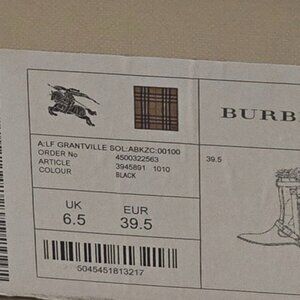 A:LF GRANTVILLE SOL:ABKZC:00100
ORDER No 4500322563
ARTICLE 3945891 1010
COLOUR BLACK
BURB
39.5
UK EUR
6.5 39.5
5045451813217